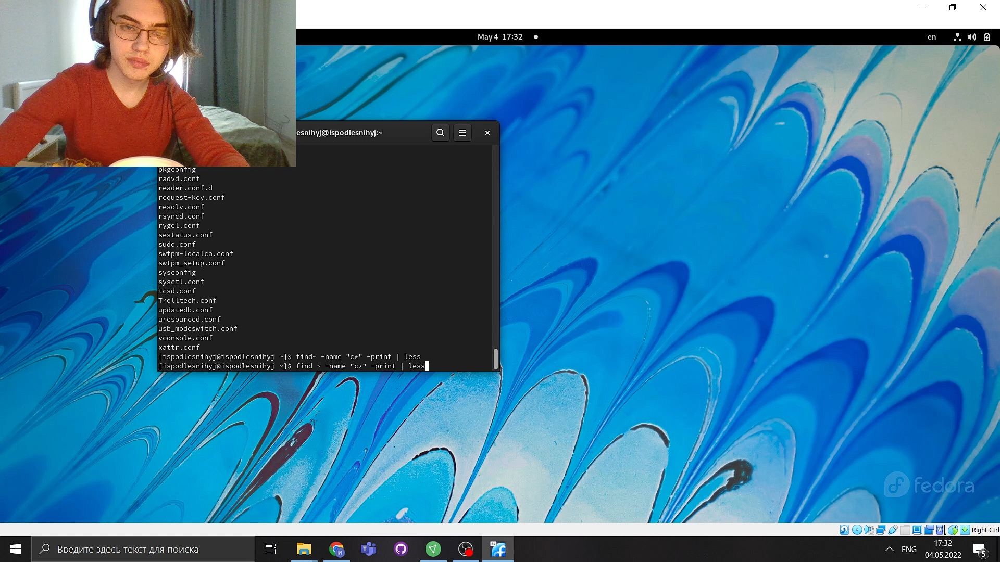 May 4 17:32
en
esnihyj@ispodlesnihyj:~
pkgconfig
radvd.conf
reader.conf.d
request-key.conf
resolv.conf
rsyncd.conf
rygel.conf
sestatus.conf
sudo.conf
swtpm-localca.conf
swtpm_setup.conf
sysconfig
sysctl.conf
tcsd.conf
Trolltech.conf
updatedb.conf
uresourced.conf
usb_modeswitch.conf
vconsole.conf
xattr.conf
[ispodlesnihyj@ispodlesnihyj ~]$ find~ -name "c*" -print | less
[ispodlesnihyj@ispodlesnihyj ~]$ find ~ -name "c*" -print | less
fedora
Right Ctrl
Введите здесь текст для поиска
64
ENG
17:32
04.05.2022
5